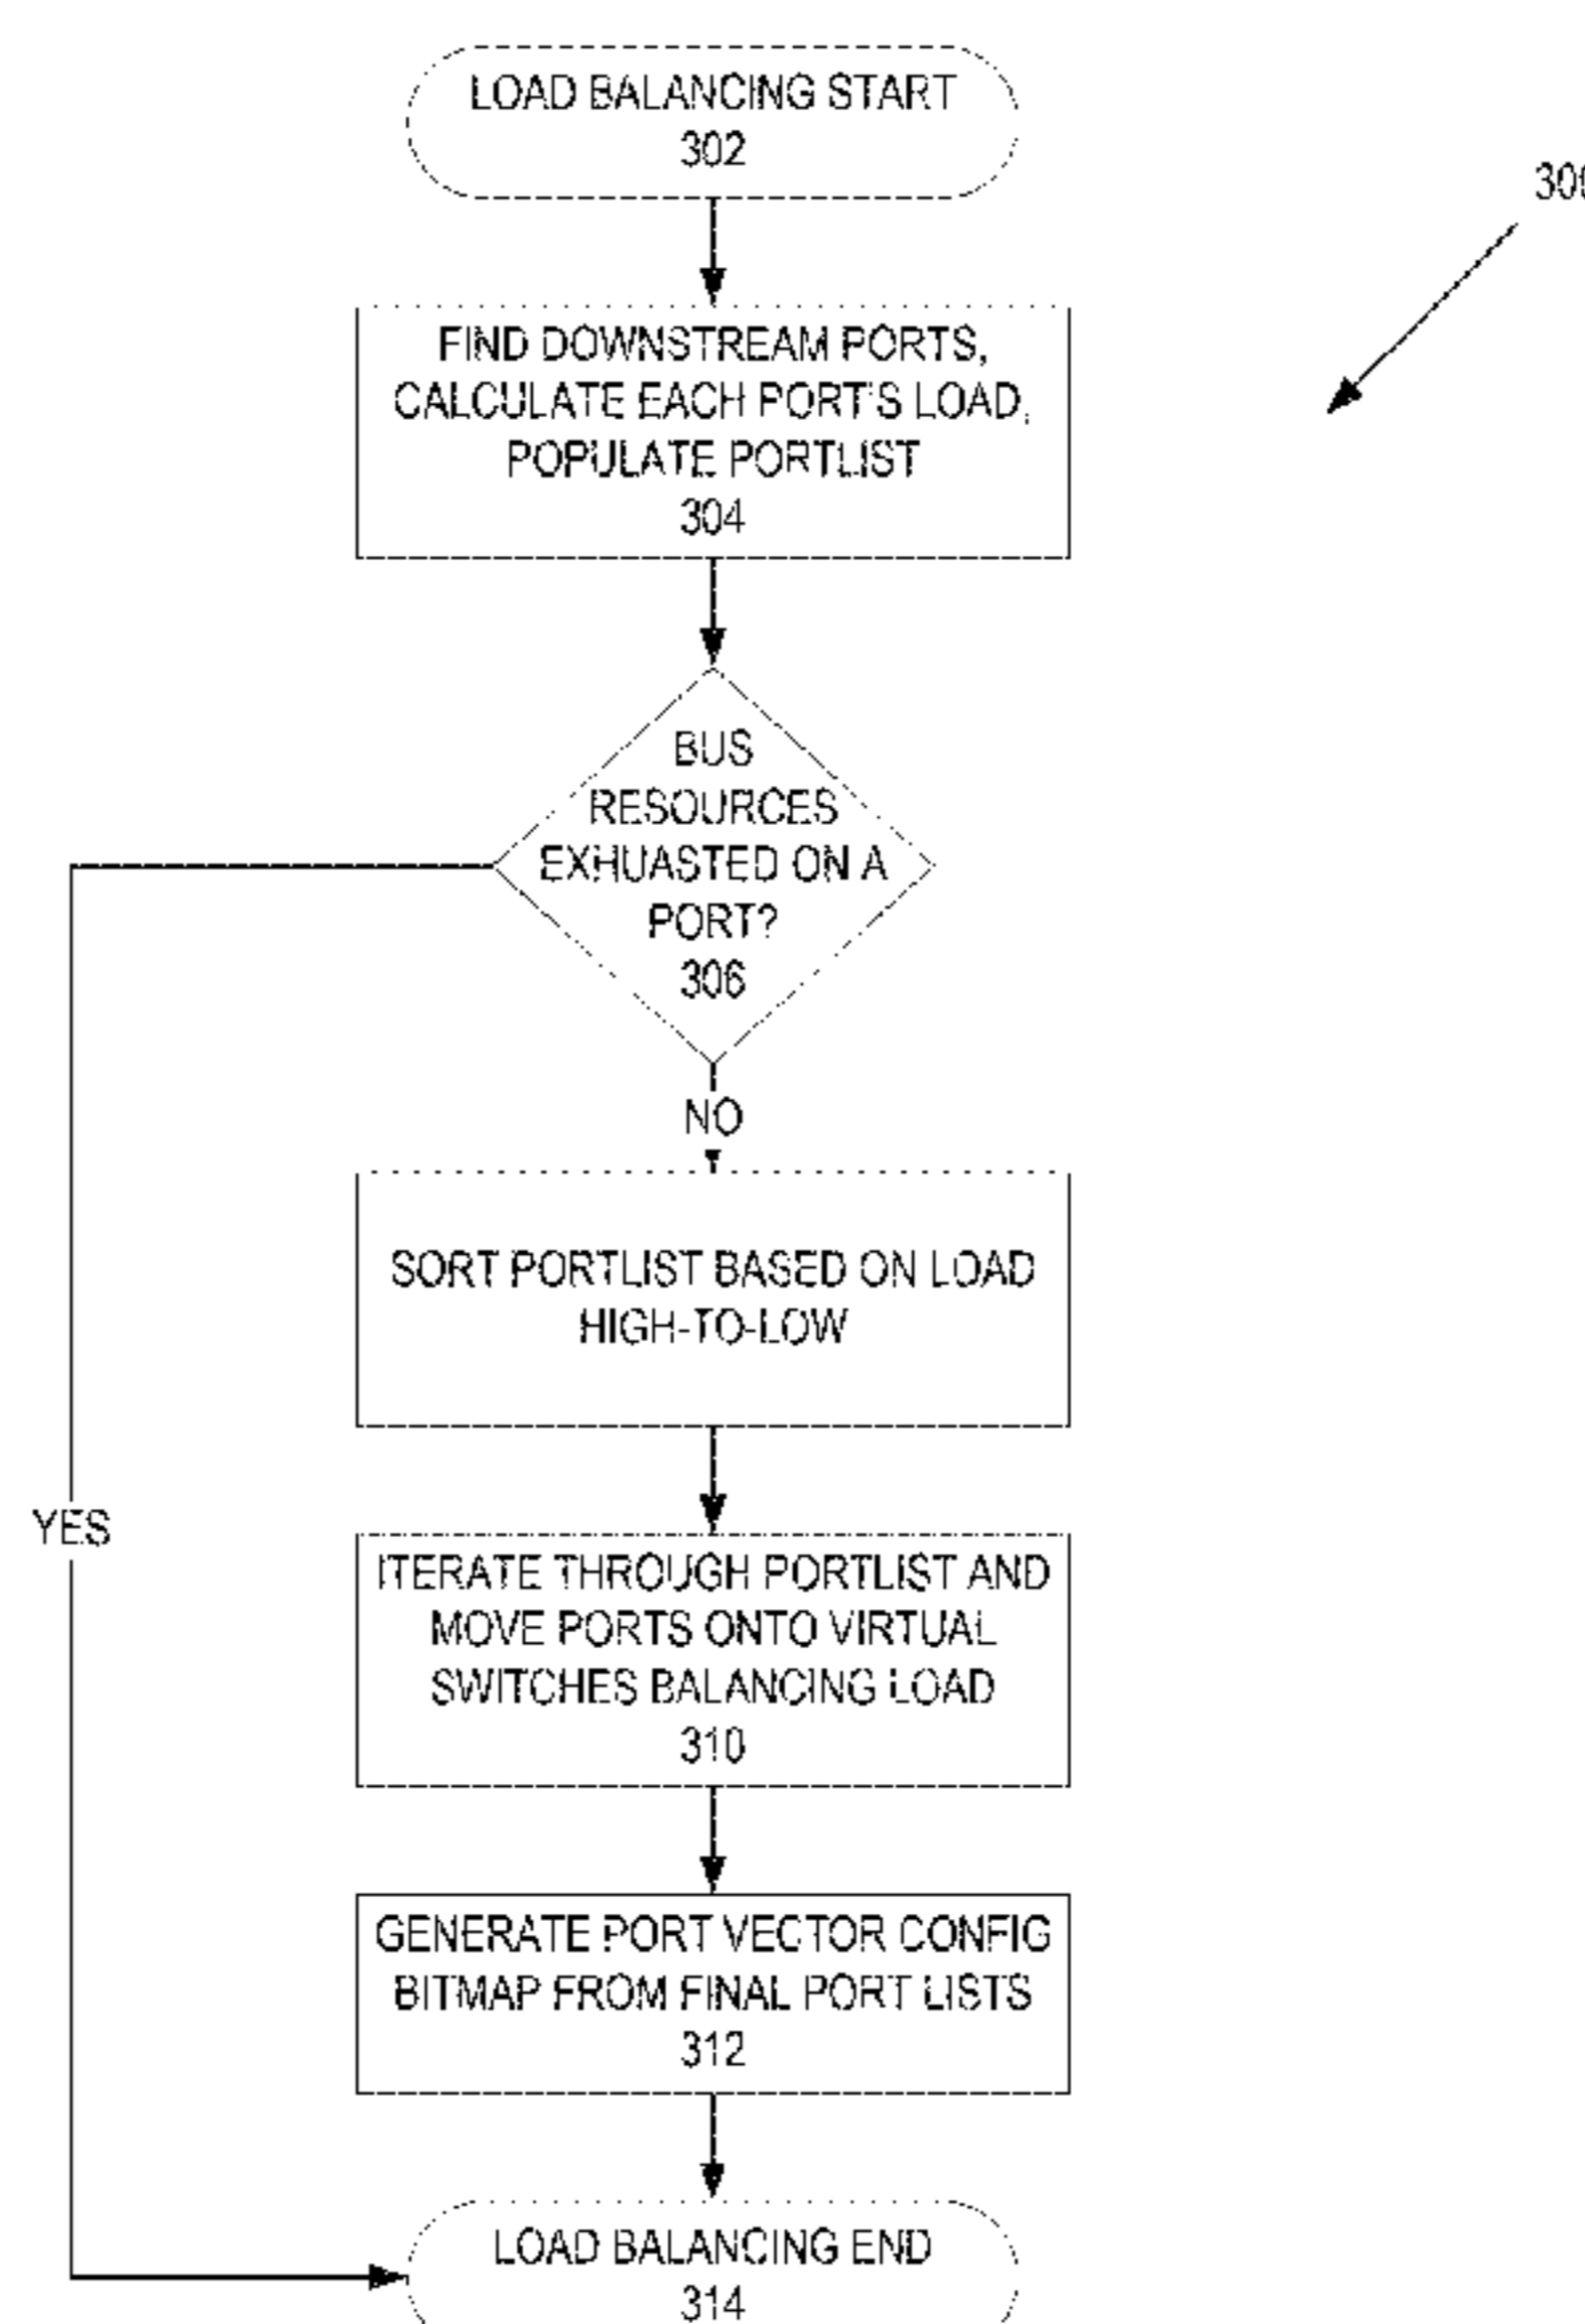 LOAD BALANCING START
302
300
FIND DOWNSTREAM PORTS,
CALCULATE EACH PORT'S LOAD,
POPULATE PORTLIST
304
BUS
RESOURCES
EXHUASTED ON A
PORT?
306
NO
SORT PORTLIST BASED ON LOAD
HIGH-TO-LOW
YES
ITERATE THROUGH PORTLIST AND
MOVE PORTS ONTO VIRTUAL
SWITCHES BALANCING LOAD
310
GENERATE PORT VECTOR CONFIG
BITMAP FROM FINAL PORT LISTS
312
LOAD BALANCING END
314